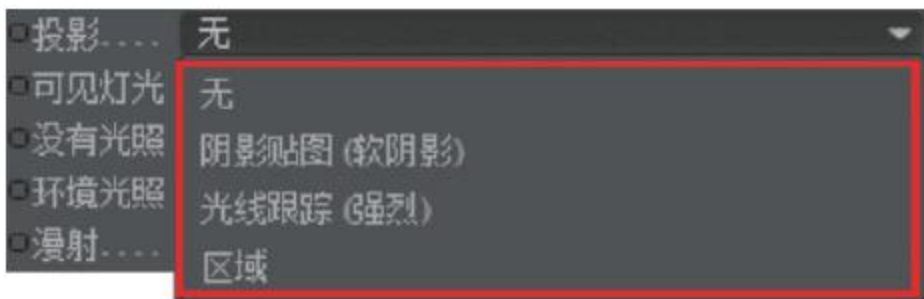 投影.... 无
可见灯光 无
没有光照 阴影贴图 (软阴影)
环境光照 光线跟踪 (强烈)
漫射.... 区域